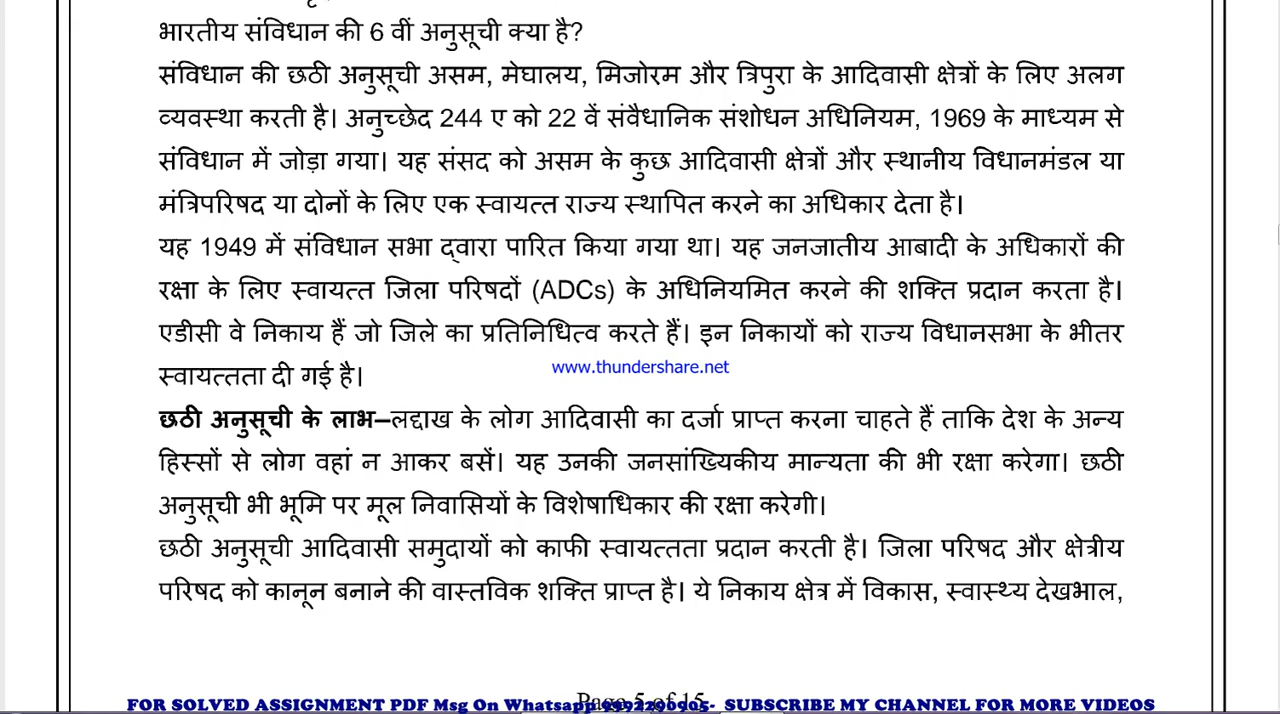 भारतीय संविधान की 6 वीं अनुसूची क्या है?
संविधान की छठी अनुसूची असम, मेघालय, मिजोरम और त्रिपुरा के आदिवासी क्षेत्रों के लिए अलग
व्यवस्था करती है। अनुच्छेद 244 ए को 22 वें संवैधानिक संशोधन अधिनियम, 1969 के माध्यम से
संविधान में जोड़ा गया। यह संसद को असम के कुछ आदिवासी क्षेत्रों और स्थानीय विधानमंडल या
मंत्रिपरिषद या दोनों के लिए एक स्वायत्त राज्य स्थापित करने का अधिकार देता है।
यह 1949 में संविधान सभा द्वारा पारित किया गया था। यह जनजातीय आबादी के अधिकारों की
रक्षा के लिए स्वायत्त जिला परिषदों (ADCs) के अधिनियमित करने की शक्ति प्रदान करता है।
एडीसी वे निकाय हैं जो जिले का प्रतिनिधित्व करते हैं। इन निकायों को राज्य विधानसभा के भीतर
स्वायत्तता दी गई है।
www.thundershare.net
छठी अनुसूची के लाभ–लद्दाख के लोग आदिवासी का दर्जा प्राप्त करना चाहते हैं ताकि देश के अन्य
हिस्सों से लोग वहां न आकर बसें। यह उनकी जनसांख्यिकीय मान्यता की भी रक्षा करेगा। छठी
अनुसूची भी भूमि पर मूल निवासियों के विशेषाधिकार की रक्षा करेगी।
छठी अनुसूची आदिवासी समुदायों को काफी स्वायत्तता प्रदान करती है। जिला परिषद और क्षेत्रीय
परिषद को कानून बनाने की वास्तविक शक्ति प्राप्त है। ये निकाय क्षेत्र में विकास, स्वास्थ्य देखभाल,
Page 5 of 15
FOR SOLVED ASSIGNMENT PDF Msg On Whatsapp SUBSCRIBE MY CHANNEL FOR MORE VIDEOS